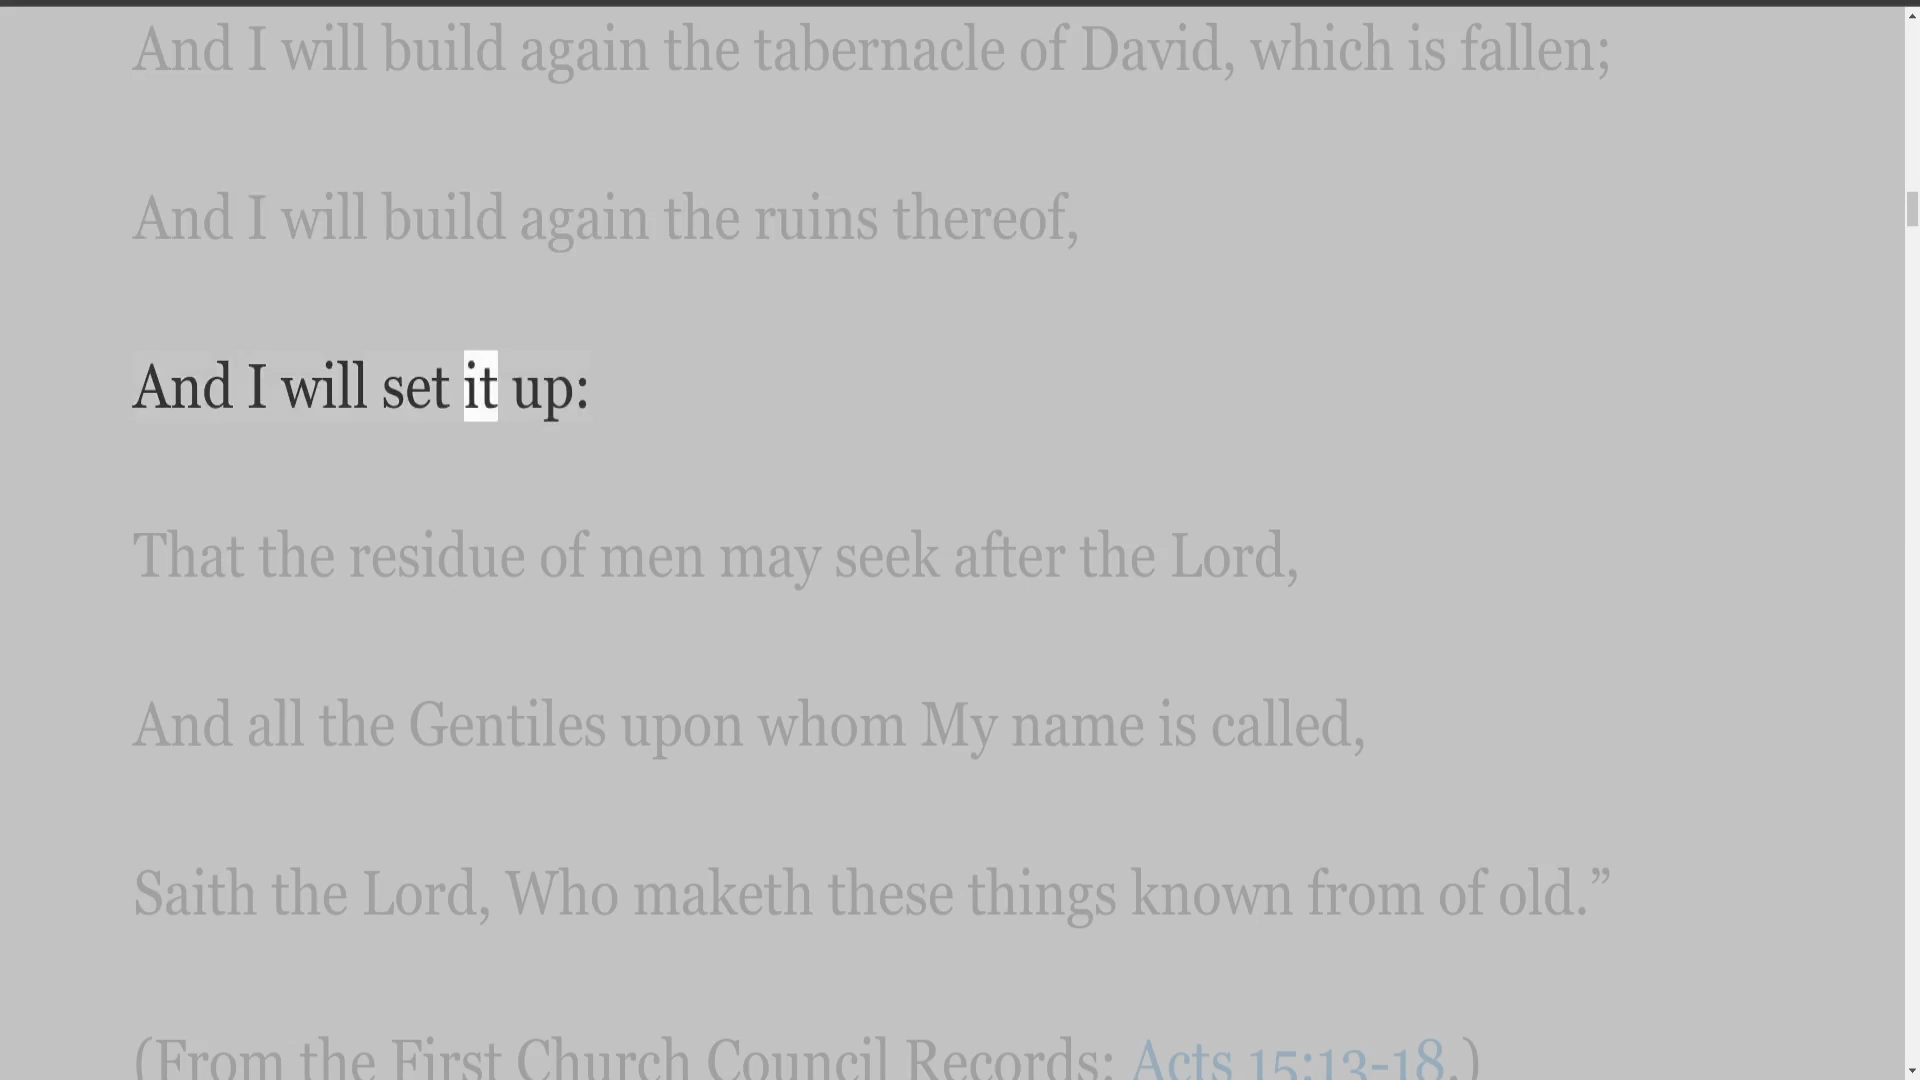 And I will build again the tabernacle of David, which is fallen;
And I will build again the ruins thereof,
And I will set it up:
That the residue of men may seek after the Lord,
And all the Gentiles upon whom My name is called,
Saith the Lord, Who maketh these things known from of old.”
(From the First Church Council Records: Acts 15:13-18.)